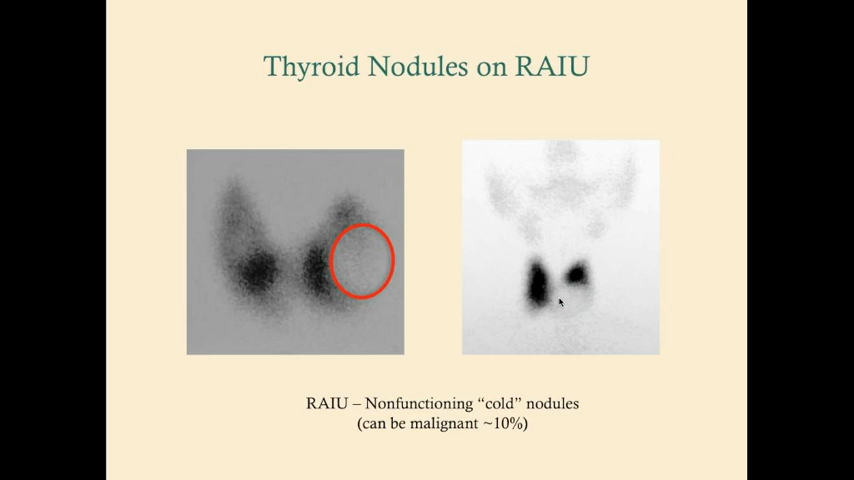 Thyroid Nodules on RAIU
RAIU – Nonfunctioning “cold” nodules
(can be malignant ~10%)